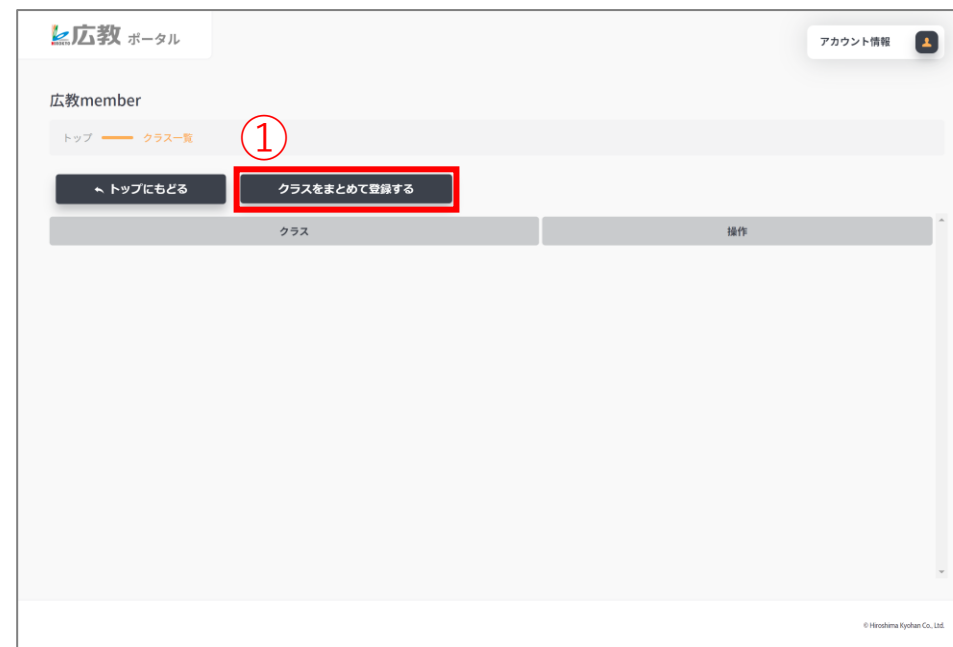 広教 ポータル
アカウント情報
広教member
トップ クラス一覧
①
トップにもどる クラスをまとめて登録する
クラス 操作
© Hiroshima Kyohan Co., Ltd.